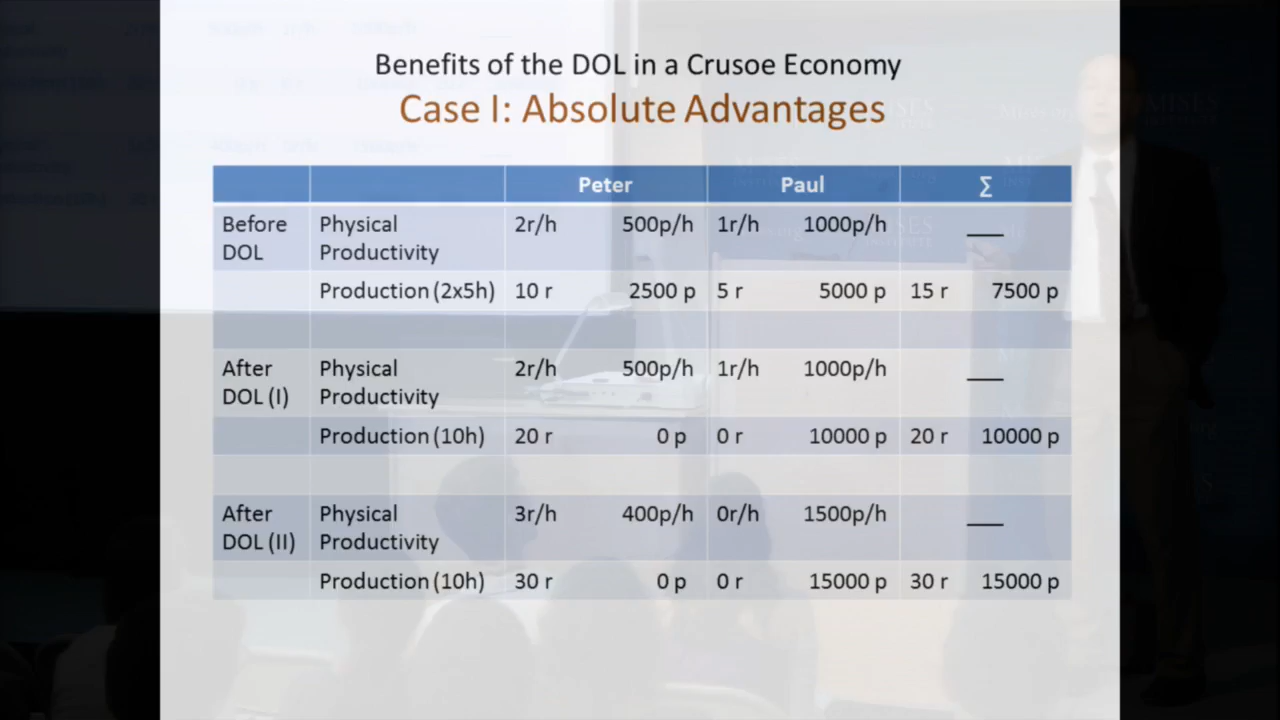 Benefits of the DOL in a Crusoe Economy
Case I: Absolute Advantages
Peter Paul ∑
Before DOL Physical Productivity 2r/h 500p/h 1r/h 1000p/h ___
Production (2x5h) 10 r 2500 p 5 r 5000 p 15 r 7500 p
After DOL (I) Physical Productivity 2r/h 500p/h 1r/h 1000p/h ___
Production (10h) 20 r 0 p 0 r 10000 p 20 r 10000 p
After DOL (II) Physical Productivity 3r/h 400p/h 0r/h 1500p/h ___
Production (10h) 30 r 0 p 0 r 15000 p 30 r 15000 p